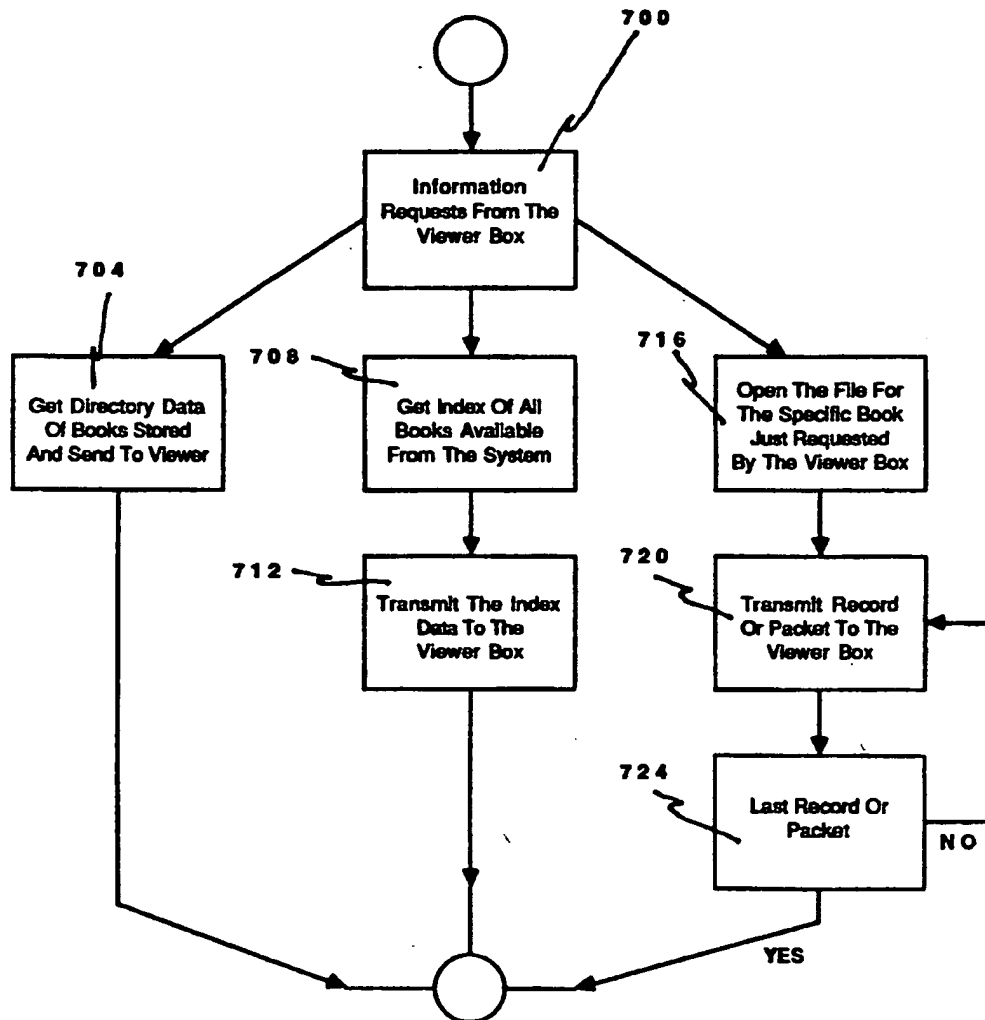 700
Information
Requests From The
Viewer Box
704
Get Directory Data
Of Books Stored
And Send To Viewer
708
Get Index Of All
Books Available
From The System
716
Open The File For
The Specific Book
Just Requested
By The Viewer Box
712
Transmit The Index
Data To The
Viewer Box
720
Transmit Record
Or Packet To The
Viewer Box
724
Last Record Or
Packet
NO
YES